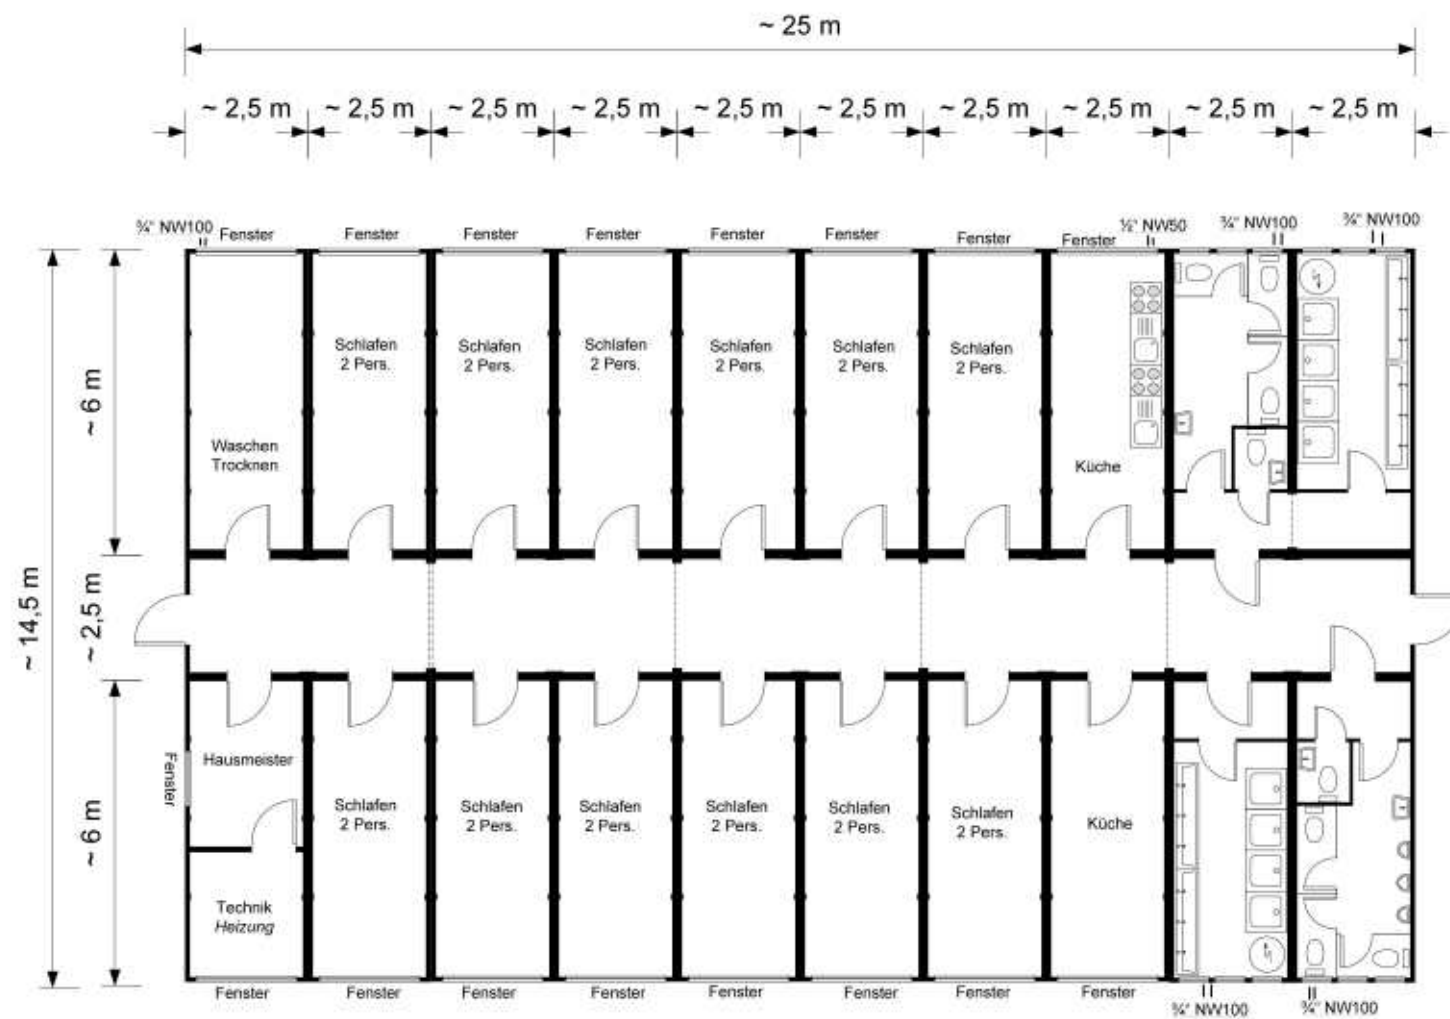 ~ 25 m
~ 2,5 m ~ 2,5 m ~ 2,5 m ~ 2,5 m ~ 2,5 m ~ 2,5 m ~ 2,5 m ~ 2,5 m ~ 2,5 m ~ 2,5 m
¾" NW100 Fenster Fenster Fenster Fenster Fenster Fenster Fenster Fenster ½" NW50 ¾" NW100 ¾" NW100
~ 14,5 m
~ 6 m
~ 2,5 m
~ 6 m
Waschen
Trocknen
Schlafen
2 Pers.
Schlafen
2 Pers.
Schlafen
2 Pers.
Schlafen
2 Pers.
Schlafen
2 Pers.
Schlafen
2 Pers.
Küche
Fenster
Hausmeister
Technik
Heizung
Schlafen
2 Pers.
Schlafen
2 Pers.
Schlafen
2 Pers.
Schlafen
2 Pers.
Schlafen
2 Pers.
Schlafen
2 Pers.
Küche
Fenster Fenster Fenster Fenster Fenster Fenster Fenster Fenster ¾" NW100 ¾" NW100